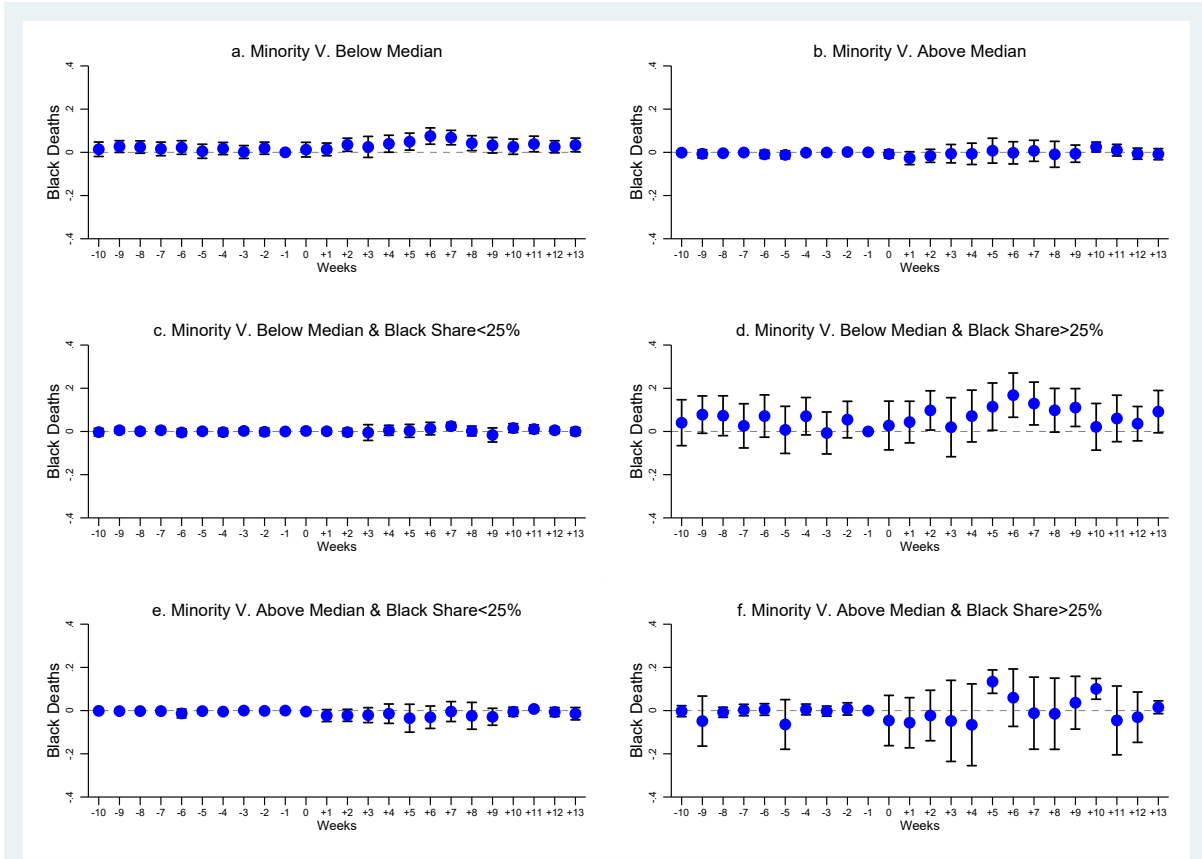 a. Minority V. Below Median
Black Deaths
.4
.2
0
-.2
-.4
-10 -9 -8 -7 -6 -5 -4 -3 -2 -1 0 +1 +2 +3 +4 +5 +6 +7 +8 +9 +10 +11 +12 +13
Weeks
b. Minority V. Above Median
Black Deaths
.4
.2
0
-.2
-.4
-10 -9 -8 -7 -6 -5 -4 -3 -2 -1 0 +1 +2 +3 +4 +5 +6 +7 +8 +9 +10 +11 +12 +13
Weeks
c. Minority V. Below Median & Black Share<25%
Black Deaths
.4
.2
0
-.2
-.4
-10 -9 -8 -7 -6 -5 -4 -3 -2 -1 0 +1 +2 +3 +4 +5 +6 +7 +8 +9 +10 +11 +12 +13
Weeks
d. Minority V. Below Median & Black Share>25%
Black Deaths
.4
.2
0
-.2
-.4
-10 -9 -8 -7 -6 -5 -4 -3 -2 -1 0 +1 +2 +3 +4 +5 +6 +7 +8 +9 +10 +11 +12 +13
Weeks
e. Minority V. Above Median & Black Share<25%
Black Deaths
.4
.2
0
-.2
-.4
-10 -9 -8 -7 -6 -5 -4 -3 -2 -1 0 +1 +2 +3 +4 +5 +6 +7 +8 +9 +10 +11 +12 +13
Weeks
f. Minority V. Above Median & Black Share>25%
Black Deaths
.4
.2
0
-.2
-.4
-10 -9 -8 -7 -6 -5 -4 -3 -2 -1 0 +1 +2 +3 +4 +5 +6 +7 +8 +9 +10 +11 +12 +13
Weeks